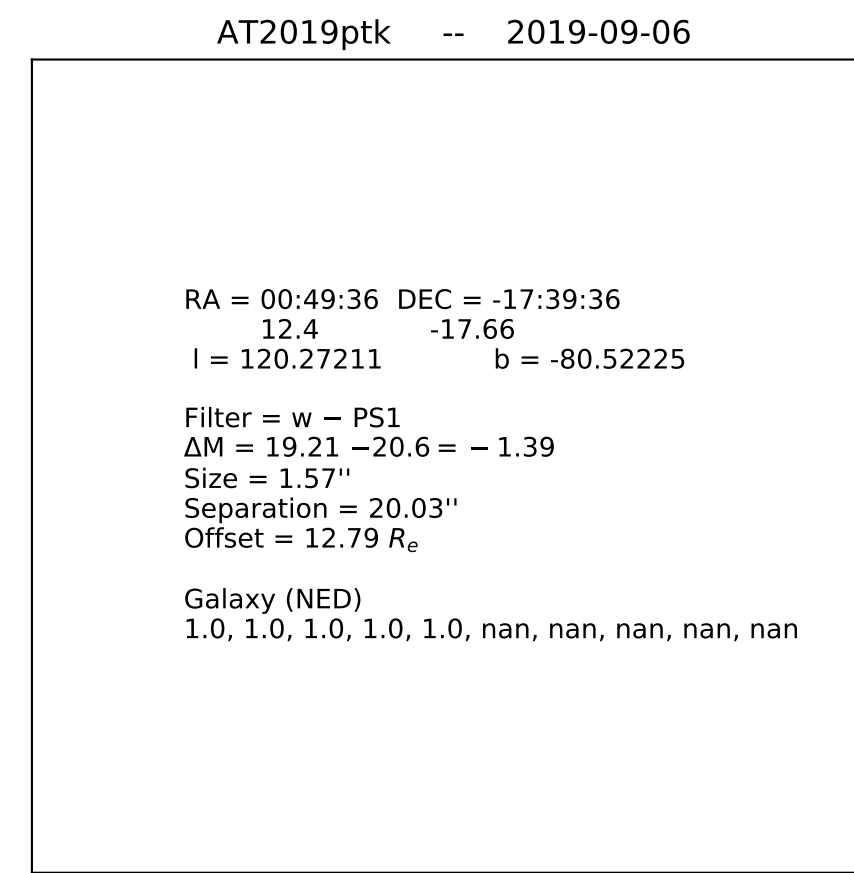 AT2019ptk -- 2019-09-06
RA = 00:49:36 DEC = -17:39:36
12.4 -17.66
l = 120.27211 b = -80.52225
Filter = w − PS1
ΔM = 19.21 −20.6 = − 1.39
Size = 1.57''
Separation = 20.03''
Offset = 12.79 Re
Galaxy (NED)
1.0, 1.0, 1.0, 1.0, 1.0, nan, nan, nan, nan, nan